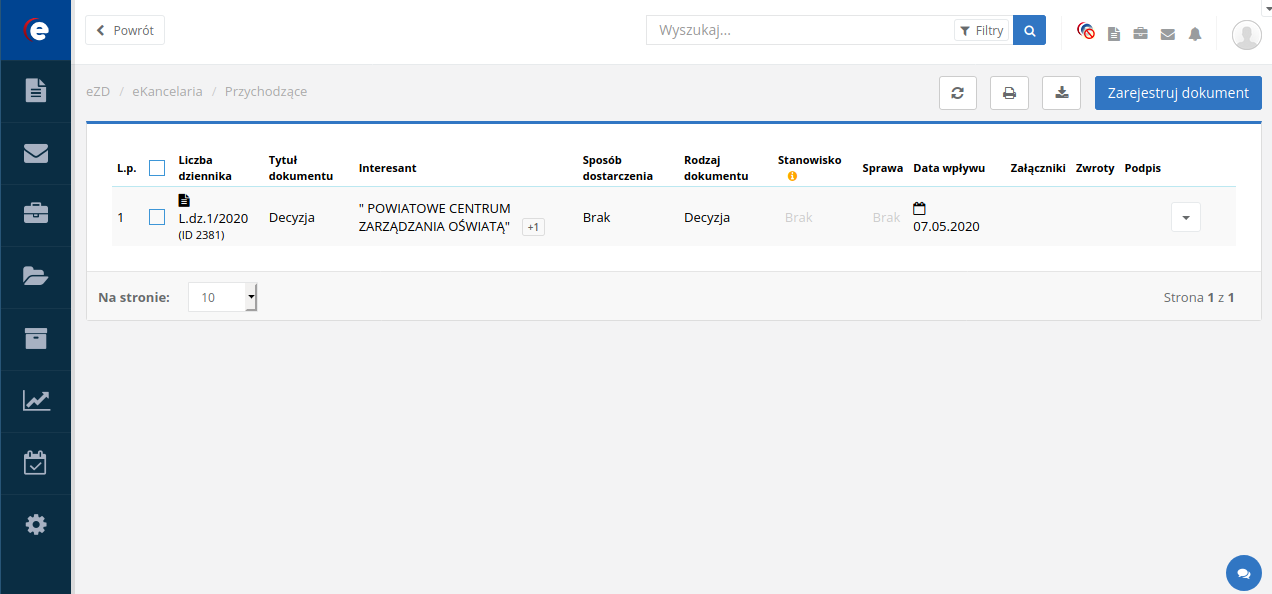 e
Powrót
Wyszukaj...
Filtry
eZD / eKancelaria / Przychodzące
Zarejestruj dokument
L.p.
Liczba
dziennika
Tytuł
dokumentu
Interesant
Sposób
dostarczenia
Rodzaj
dokumentu
Stanowisko
Sprawa
Data wpływu
Załączniki
Zwroty
Podpis
1
L.dz.1/2020
(ID 2381)
Decyzja
" POWIATOWE CENTRUM
ZARZĄDZANIA OŚWIATĄ"
+1
Brak
Decyzja
Brak
Brak
07.05.2020
Na stronie:
10
Strona 1 z 1